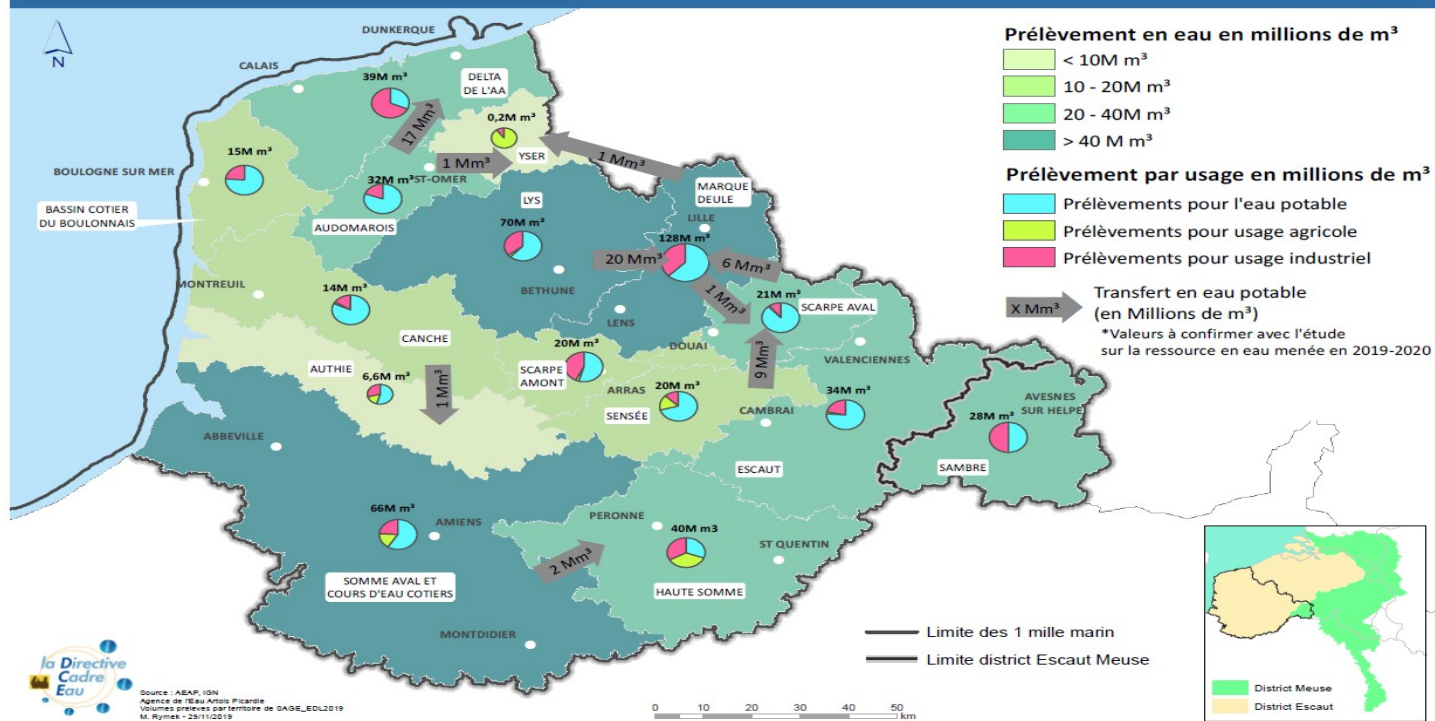 N
DUNKERQUE
CALAIS
39M m³
DELTA
DE L'AA
17 Mm³
0,2M m³
YSER
1 Mm³
1 Mm³
15M m³
BOULOGNE SUR MER
BASSIN COTIER
DU BOULONNAIS
32M m³
ST-OMER
AUDOMAROIS
LYS
70M m³
BETHUNE
LENS
MARQUE
DEULE
LILLE
128M m³
20 Mm³
6 Mm³
1 Mm³
21M m³
SCARPE AVAL
DOUAI
VALENCIENNES
9 Mm³
MONTREUIL
14M m³
CANCHE
AUTHIE
6,6M m³
1 Mm³
20M m³
SCARPE
AMONT
ARRAS
20M m³
SENSÉE
CAMBRAI
34M m³
ESCAUT
AVESNES
SUR HELPE
28M m³
SAMBRE
ABBEVILLE
66M m³
AMIENS
SOMME AVAL ET
COURS D'EAU COTIERS
MONTDIDIER
2 Mm³
PERONNE
40M m3
ST QUENTIN
HAUTE SOMME
Prélèvement en eau en millions de m³
< 10M m³
10 - 20M m³
20 - 40M m³
> 40 M m³
Prélèvement par usage en millions de m³
Prélèvements pour l'eau potable
Prélèvements pour usage agricole
Prélèvements pour usage industriel
X Mm³
Transfert en eau potable
(en Millions de m³)
*Valeurs à confirmer avec l'étude
sur la ressource en eau menée en 2019-2020
Limite des 1 mille marin
Limite district Escaut Meuse
District Meuse
District Escaut
la Directive
Cadre
Eau
Source : AEAP, IGN
Agence de l'Eau Artois Picardie
Volumes preleves par territoire de SAGE_EDL2019
M. Rymek - 29/11/2019
0 10 20 30 40 50
km